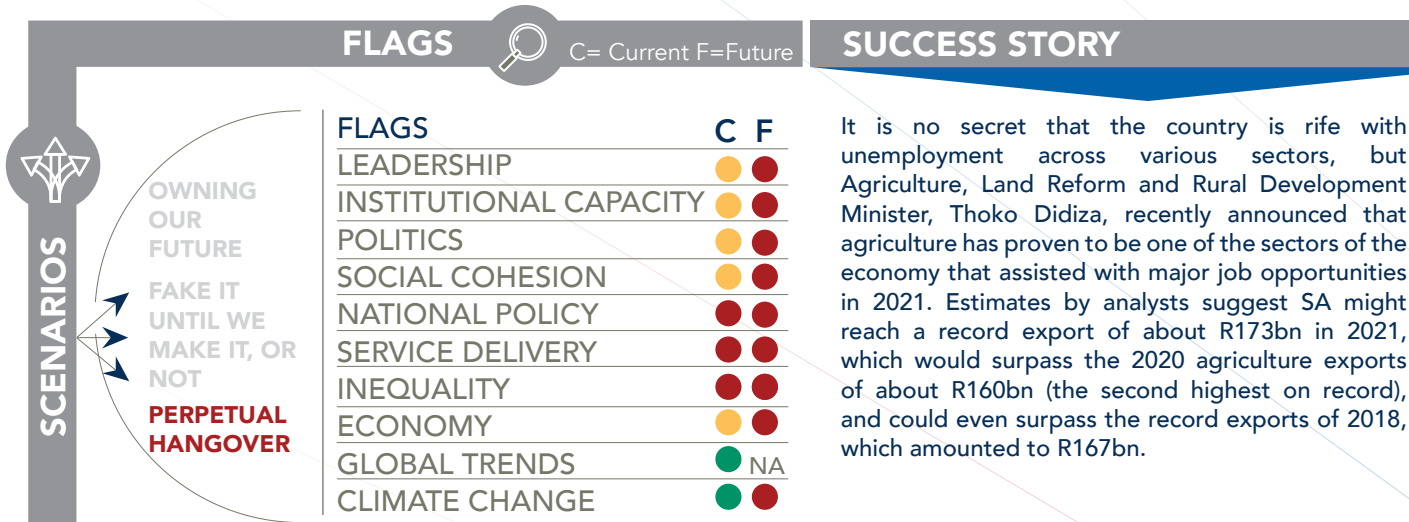 FLAGS
C= Current F=Future
SUCCESS STORY
SCENARIOS
OWNING
OUR
FUTURE
FAKE IT
UNTIL WE
MAKE IT, OR
NOT
PERPETUAL
HANGOVER
FLAGS C F
LEADERSHIP
INSTITUTIONAL CAPACITY
POLITICS
SOCIAL COHESION
NATIONAL POLICY
SERVICE DELIVERY
INEQUALITY
ECONOMY
GLOBAL TRENDS NA
CLIMATE CHANGE
It is no secret that the country is rife with
unemployment across various sectors, but
Agriculture, Land Reform and Rural Development
Minister, Thoko Didiza, recently announced that
agriculture has proven to be one of the sectors of the
economy that assisted with major job opportunities
in 2021. Estimates by analysts suggest SA might
reach a record export of about R173bn in 2021,
which would surpass the 2020 agriculture exports
of about R160bn (the second highest on record),
and could even surpass the record exports of 2018,
which amounted to R167bn.